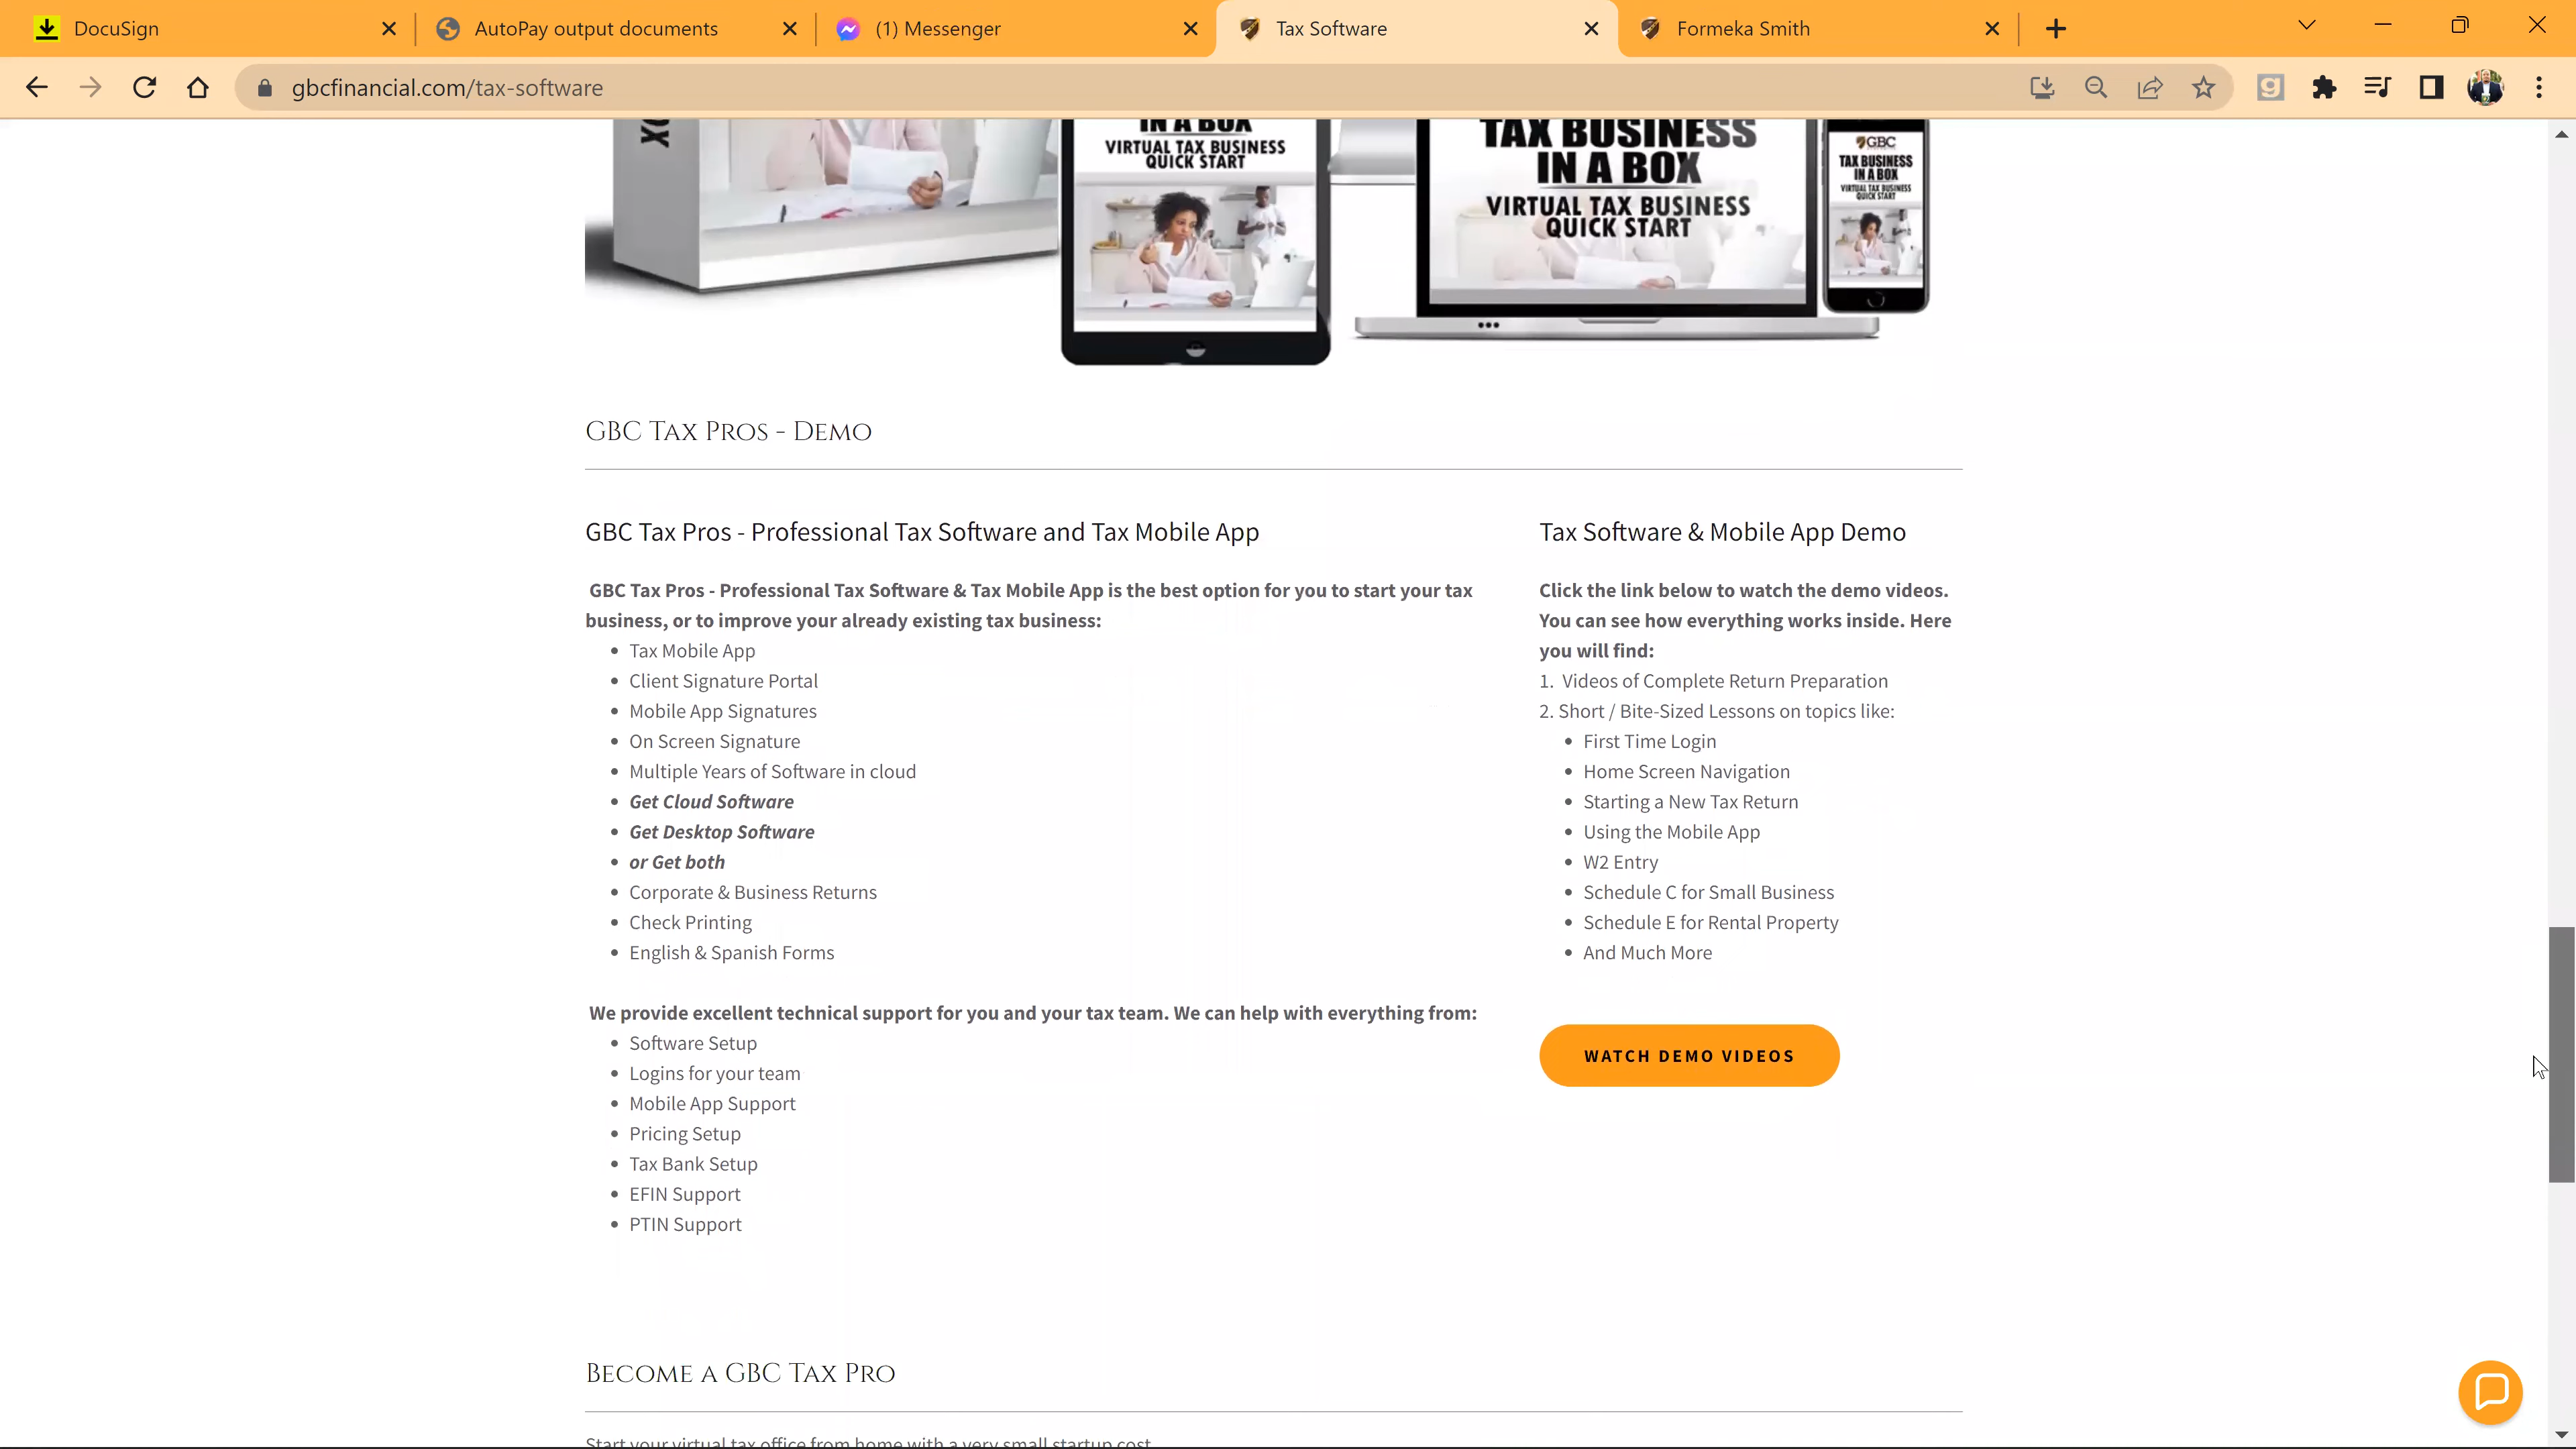 DocuSign
AutoPay output documents
(1) Messenger
Tax Software
Formeka Smith
gbcfinancial.com/tax-software
IN A BOX
VIRTUAL TAX BUSINESS
QUICK START
TAX BUSINESS
IN A BOX
VIRTUAL TAX BUSINESS
QUICK START
GBC
TAX BUSINESS
IN A BOX
VIRTUAL TAX BUSINESS
QUICK START
GBC Tax Pros - Demo
GBC Tax Pros - Professional Tax Software and Tax Mobile App
GBC Tax Pros - Professional Tax Software & Tax Mobile App is the best option for you to start your tax
business, or to improve your already existing tax business:
• Tax Mobile App
• Client Signature Portal
• Mobile App Signatures
• On Screen Signature
• Multiple Years of Software in cloud
• Get Cloud Software
• Get Desktop Software
• or Get both
• Corporate & Business Returns
• Check Printing
• English & Spanish Forms
We provide excellent technical support for you and your tax team. We can help with everything from:
• Software Setup
• Logins for your team
• Mobile App Support
• Pricing Setup
• Tax Bank Setup
• EFIN Support
• PTIN Support
Tax Software & Mobile App Demo
Click the link below to watch the demo videos.
You can see how everything works inside. Here
you will find:
1. Videos of Complete Return Preparation
2. Short / Bite-Sized Lessons on topics like:
• First Time Login
• Home Screen Navigation
• Starting a New Tax Return
• Using the Mobile App
• W2 Entry
• Schedule C for Small Business
• Schedule E for Rental Property
• And Much More
WATCH DEMO VIDEOS
Become a GBC Tax Pro
Start your virtual tax office from home with a very small startup cost